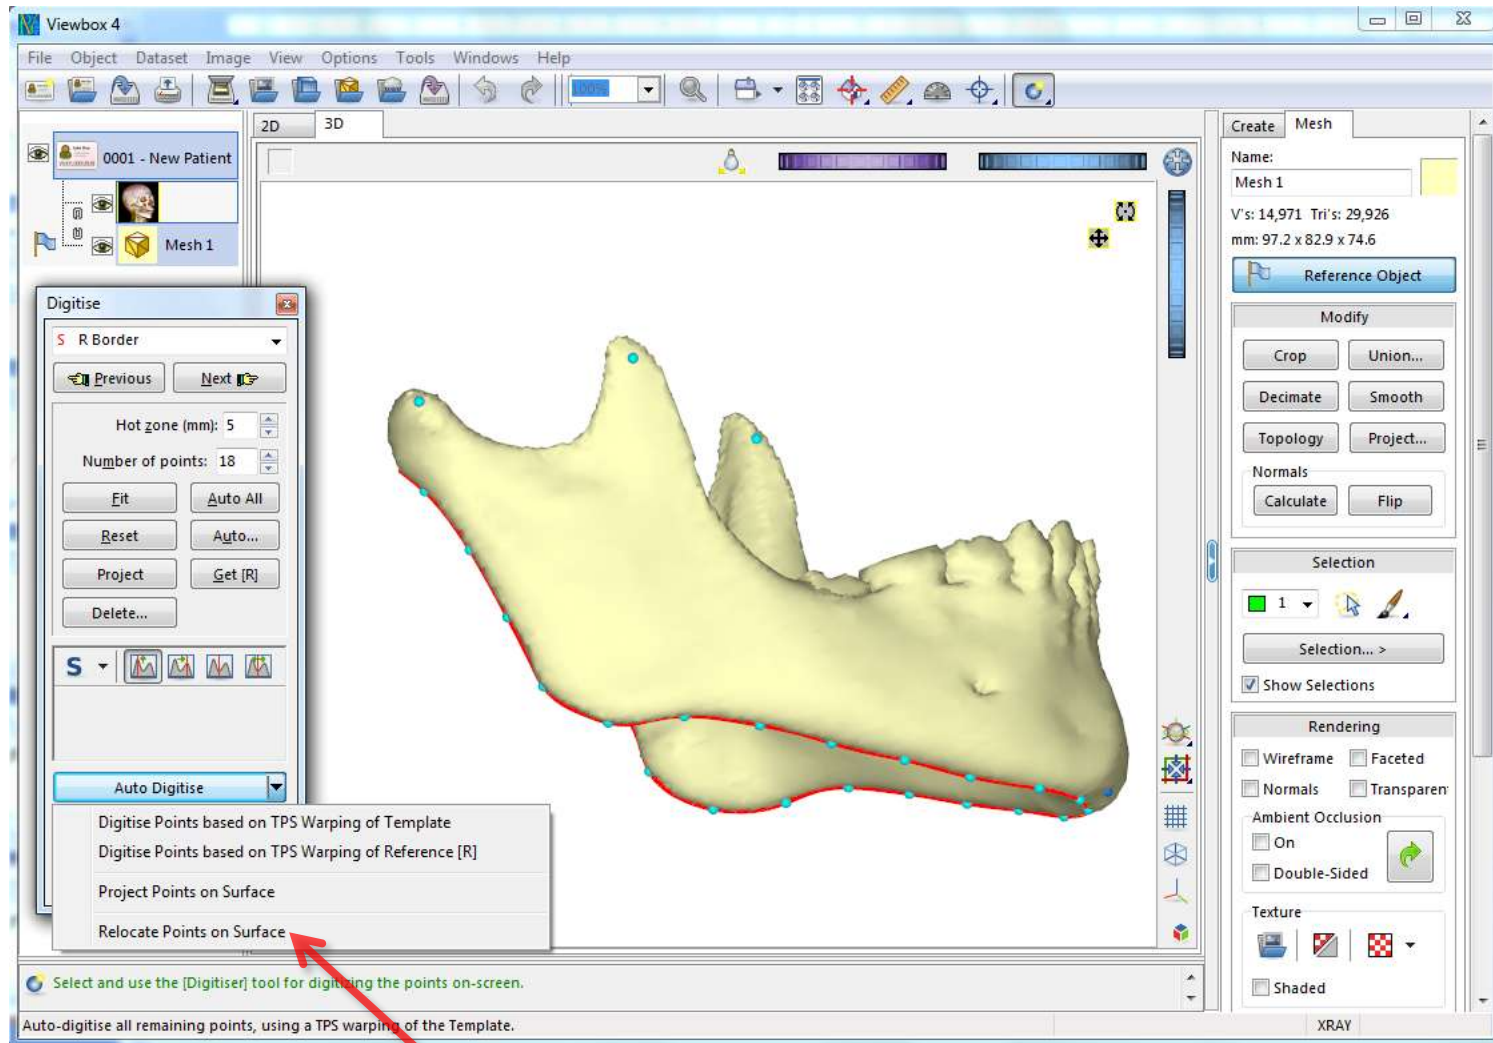 Viewbox 4
File Object Dataset Image View Options Tools Windows Help
100%
0001 - New Patient
Mesh 1
2D 3D
Digitise
S R Border
Previous Next
Hot zone (mm): 5
Number of points: 18
Fit Auto All
Reset Auto...
Project Get [R]
Delete...
S
Auto Digitise
Digitise Points based on TPS Warping of Template
Digitise Points based on TPS Warping of Reference [R]
Project Points on Surface
Relocate Points on Surface
Create Mesh
Name:
Mesh 1
V's: 14,971 Tri's: 29,926
mm: 97.2 x 82.9 x 74.6
Reference Object
Modify
Crop Union...
Decimate Smooth
Topology Project...
Normals
Calculate Flip
Selection
1
Selection... >
Show Selections
Rendering
Wireframe Faceted
Normals Transparen
Ambient Occlusion
On
Double-Sided
Texture
Shaded
Select and use the [Digitiser] tool for digitizing the points on-screen.
Auto-digitise all remaining points, using a TPS warping of the Template.
XRAY